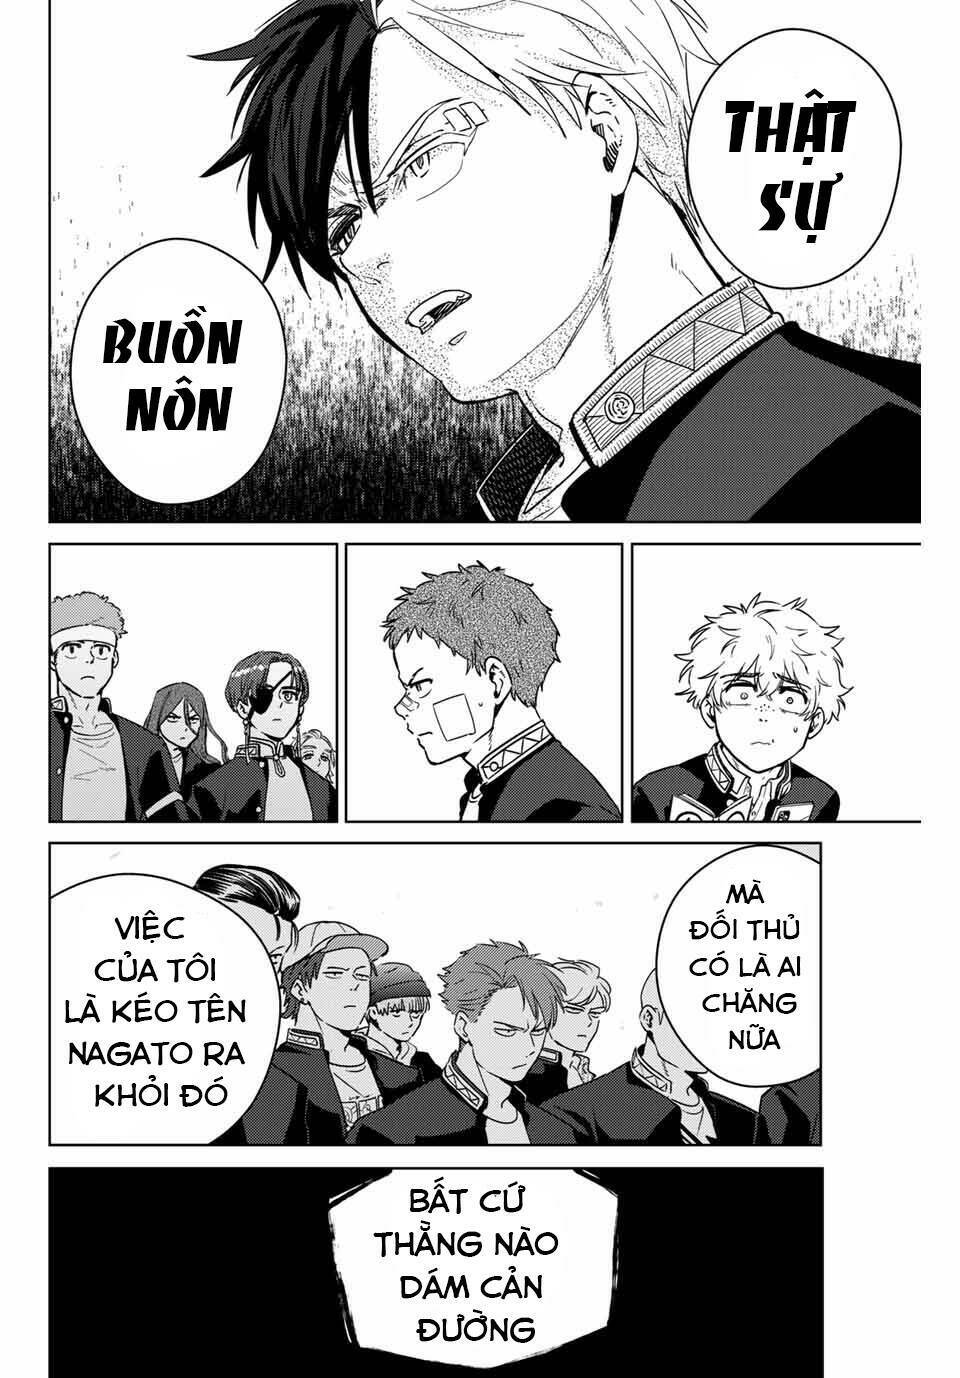 THẬT
SỰ
BUỒN
NÔN
MÀ
ĐỐI THỦ
CÓ LÀ AI
CHĂNG
NỮA
VIỆC
CỦA TÔI
LÀ KÉO TÊN
NAGATO RA
KHỎI ĐÓ
BẤT CỨ
THẰNG NÀO
DÁM CẢN
ĐƯỜNG